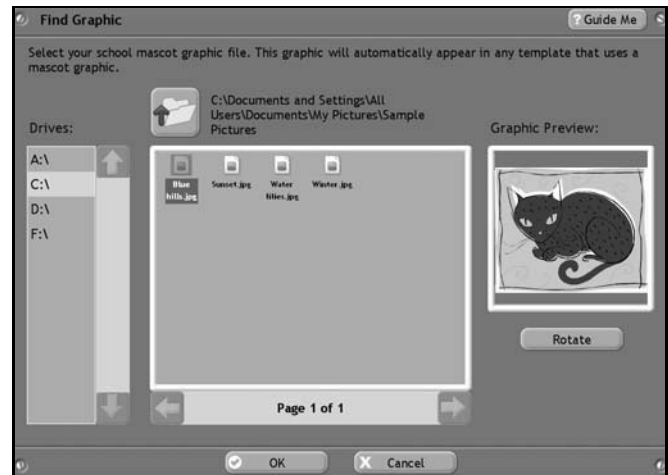 Find Graphic
? Guide Me
Select your school mascot graphic file. This graphic will automatically appear in any template that uses a
mascot graphic.
C:\Documents and Settings\All
Users\Documents\My Pictures\Sample
Pictures
Drives:
Graphic Preview:
A:\
C:\
D:\
F:\
Blue
hills.jpg
Sunset.jpg
Water
lilies.jpg
Winter.jpg
Rotate
Page 1 of 1
OK
X Cancel